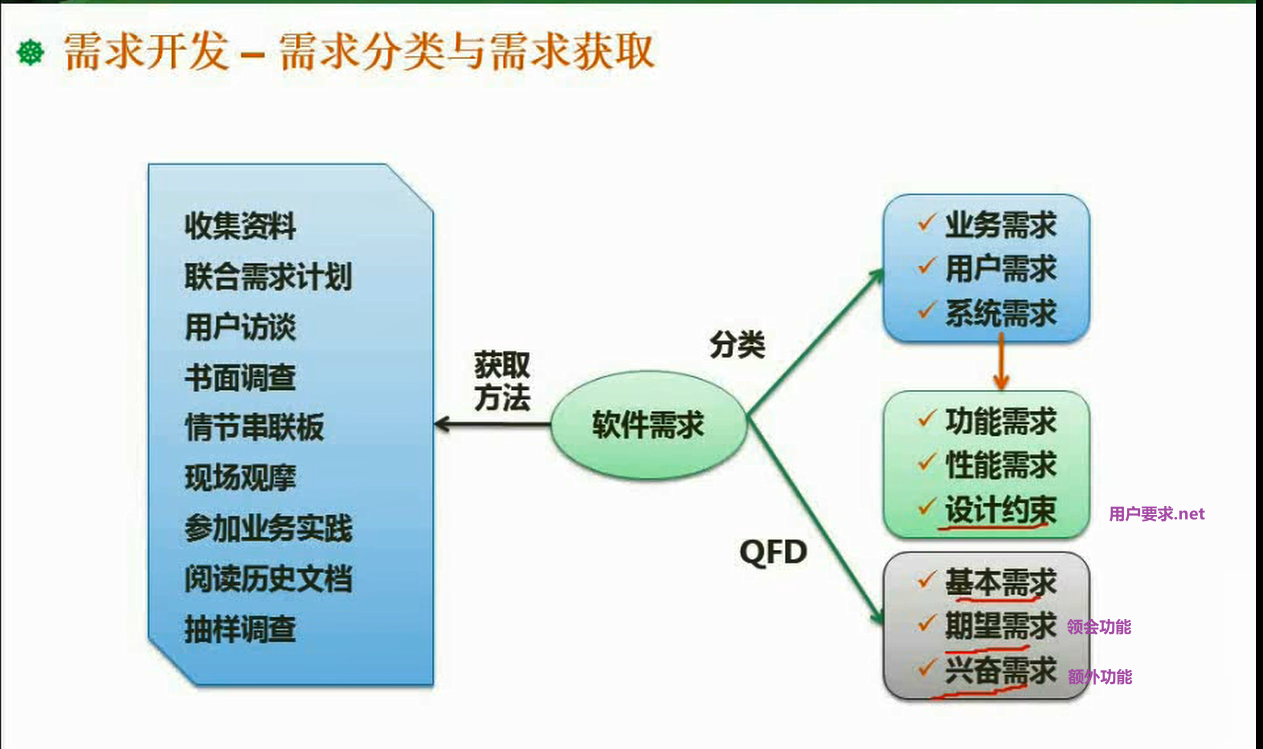 需求开发 – 需求分类与需求获取
收集资料
联合需求计划
用户访谈
书面调查
情节串联板
现场观摩
参加业务实践
阅读历史文档
抽样调查
获取
方法
软件需求
分类
QFD
业务需求
用户需求
系统需求
功能需求
性能需求
设计约束
用户要求.net
基本需求
期望需求
领会功能
兴奋需求
额外功能